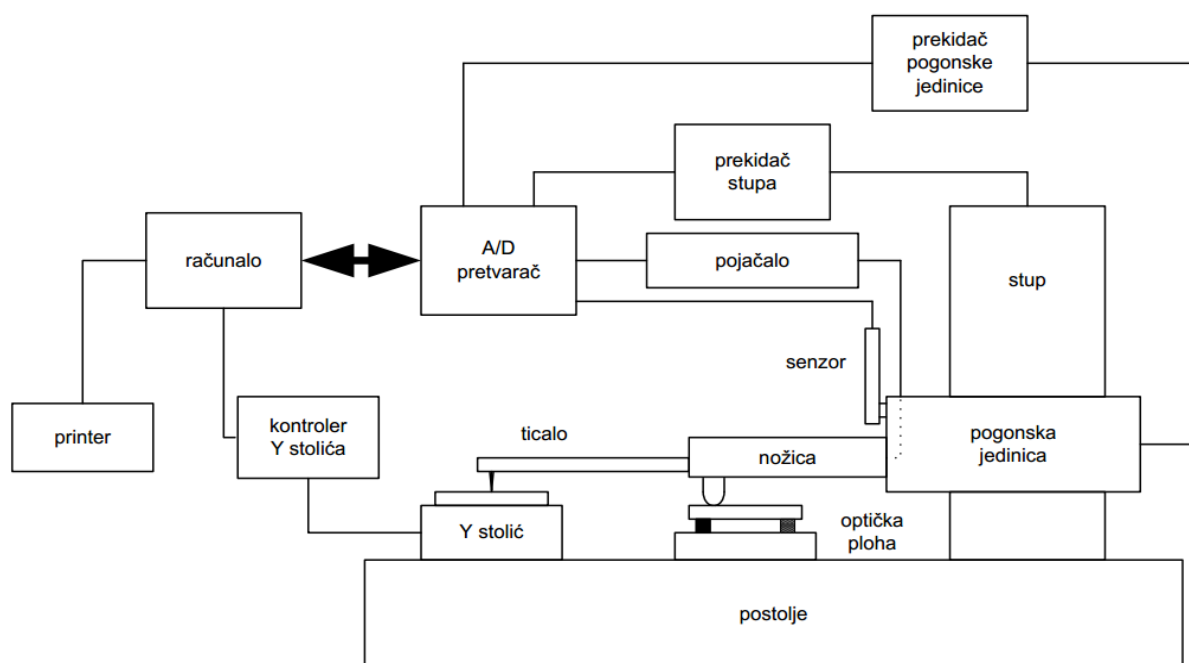 prekidač
pogonske
jedinice
prekidač
stupa
računalo
A/D
pretvarač
pojačalo
stup
senzor
printer
kontroler
Y stolića
ticalo
nožica
pogonska
jedinica
Y stolić
optička
ploha
postolje